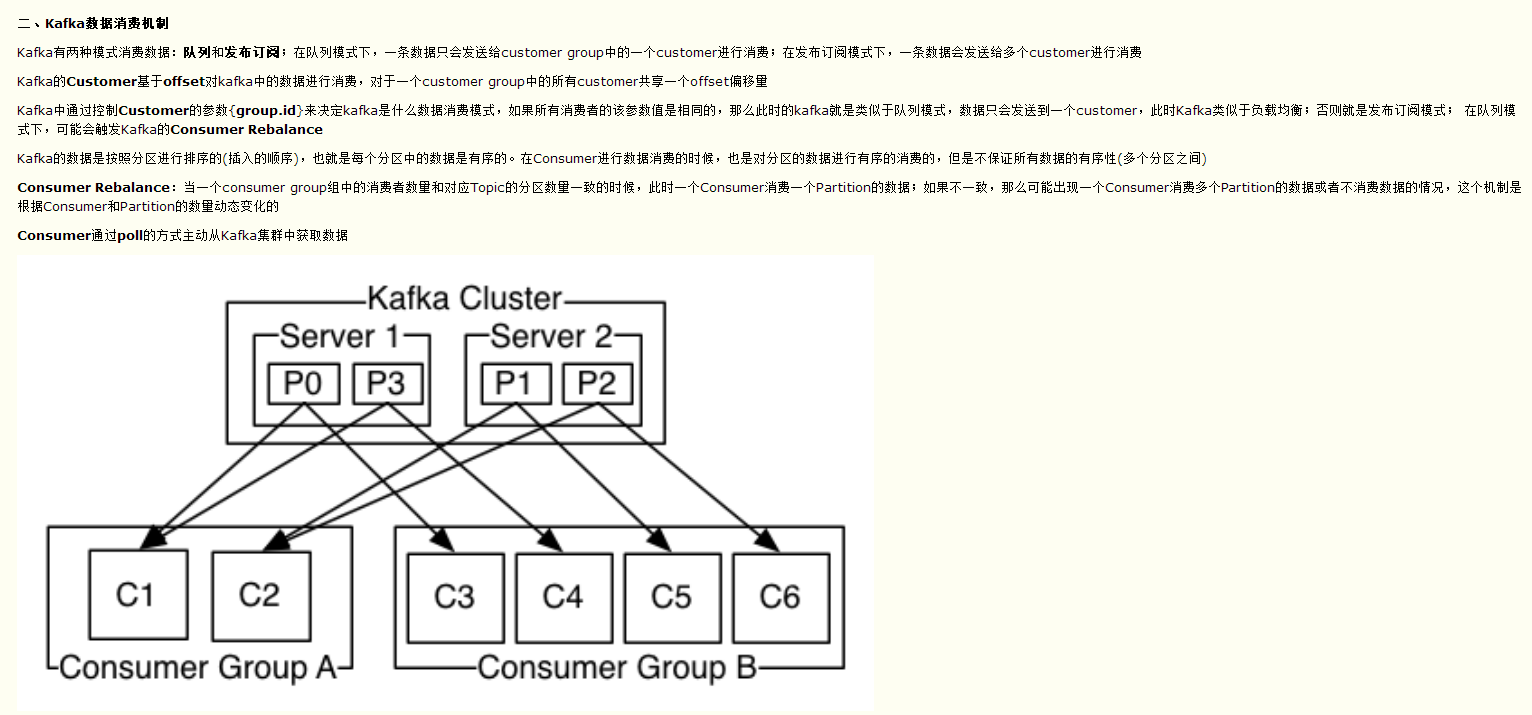 二、Kafka数据消费机制
Kafka有两种模式消费数据：队列和发布订阅；在队列模式下，一条数据只会发送给customer group中的一个customer进行消费；在发布订阅模式下，一条数据会发送给多个customer进行消费
Kafka的Customer基于offset对kafka中的数据进行消费，对于一个customer group中的所有customer共享一个offset偏移量
Kafka中通过控制Customer的参数{group.id}来决定kafka是什么数据消费模式，如果所有消费者的该参数值是相同的，那么此时的kafka就是类似于队列模式，数据只会发送到一个customer，此时Kafka类似于负载均衡；否则就是发布订阅模式； 在队列模
式下，可能会触发Kafka的Consumer Rebalance
Kafka的数据是按照分区进行排序的(插入的顺序)，也就是每个分区中的数据是有序的。在Consumer进行数据消费的时候，也是对分区的数据进行有序的消费的，但是不保证所有数据的有序性(多个分区之间)
Consumer Rebalance：当一个consumer group组中的消费者数量和对应Topic的分区数量一致的时候，此时一个Consumer消费一个Partition的数据；如果不一致，那么可能出现一个Consumer消费多个Partition的数据或者不消费数据的情况，这个机制是
根据Consumer和Partition的数量动态变化的
Consumer通过poll的方式主动从Kafka集群中获取数据
Kafka Cluster
Server 1 Server 2
P0 P3 P1 P2
C1 C2 C3 C4 C5 C6
Consumer Group A Consumer Group B